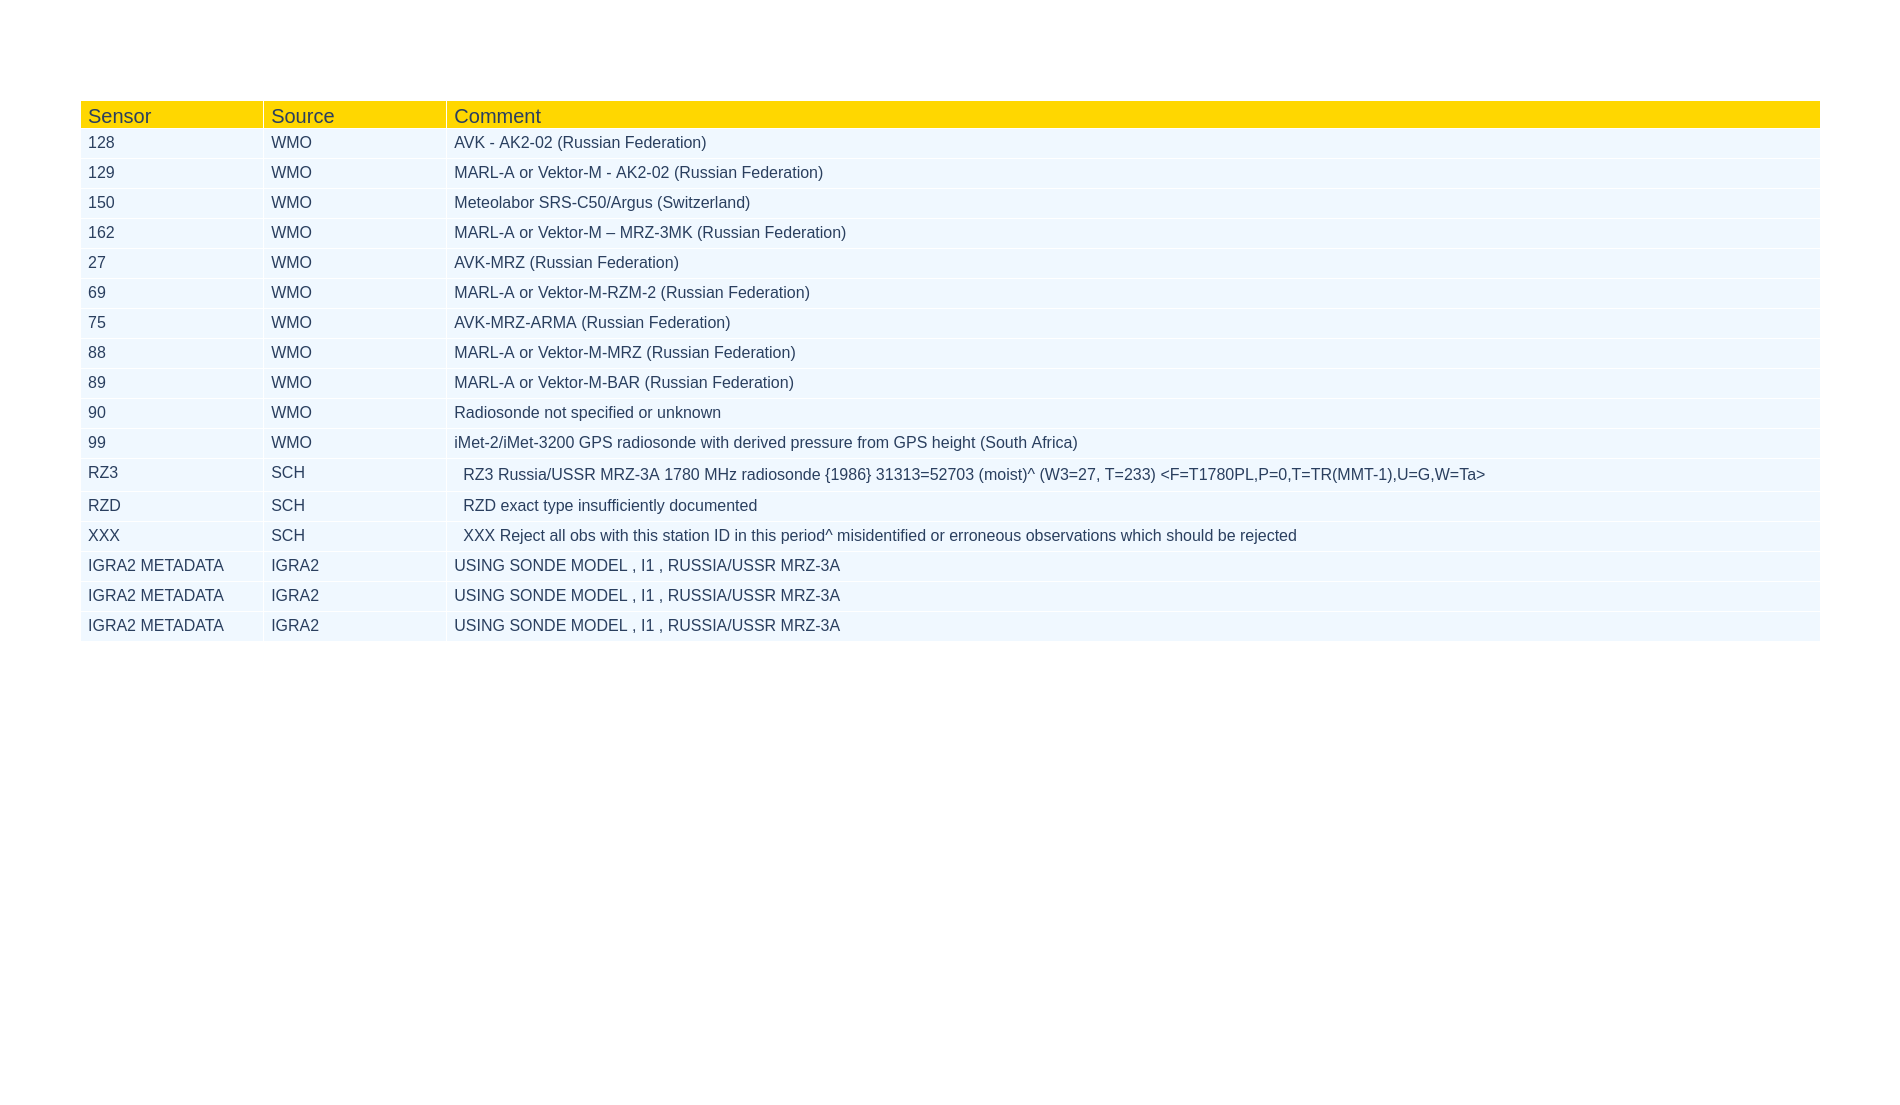 Sensor Source Comment
128 WMO AVK - AK2-02 (Russian Federation)
129 WMO MARL-A or Vektor-M - AK2-02 (Russian Federation)
150 WMO Meteolabor SRS-C50/Argus (Switzerland)
162 WMO MARL-A or Vektor-M – MRZ-3MK (Russian Federation)
27 WMO AVK-MRZ (Russian Federation)
69 WMO MARL-A or Vektor-M-RZM-2 (Russian Federation)
75 WMO AVK-MRZ-ARMA (Russian Federation)
88 WMO MARL-A or Vektor-M-MRZ (Russian Federation)
89 WMO MARL-A or Vektor-M-BAR (Russian Federation)
90 WMO Radiosonde not specified or unknown
99 WMO iMet-2/iMet-3200 GPS radiosonde with derived pressure from GPS height (South Africa)
RZ3 SCH RZ3 Russia/USSR MRZ-3A 1780 MHz radiosonde {1986} 31313=52703 (moist)^ (W3=27, T=233) <F=T1780PL,P=0,T=TR(MMT-1),U=G,W=Ta>
RZD SCH RZD exact type insufficiently documented
XXX SCH XXX Reject all obs with this station ID in this period^ misidentified or erroneous observations which should be rejected
IGRA2 METADATA IGRA2 USING SONDE MODEL , I1 , RUSSIA/USSR MRZ-3A
IGRA2 METADATA IGRA2 USING SONDE MODEL , I1 , RUSSIA/USSR MRZ-3A
IGRA2 METADATA IGRA2 USING SONDE MODEL , I1 , RUSSIA/USSR MRZ-3A